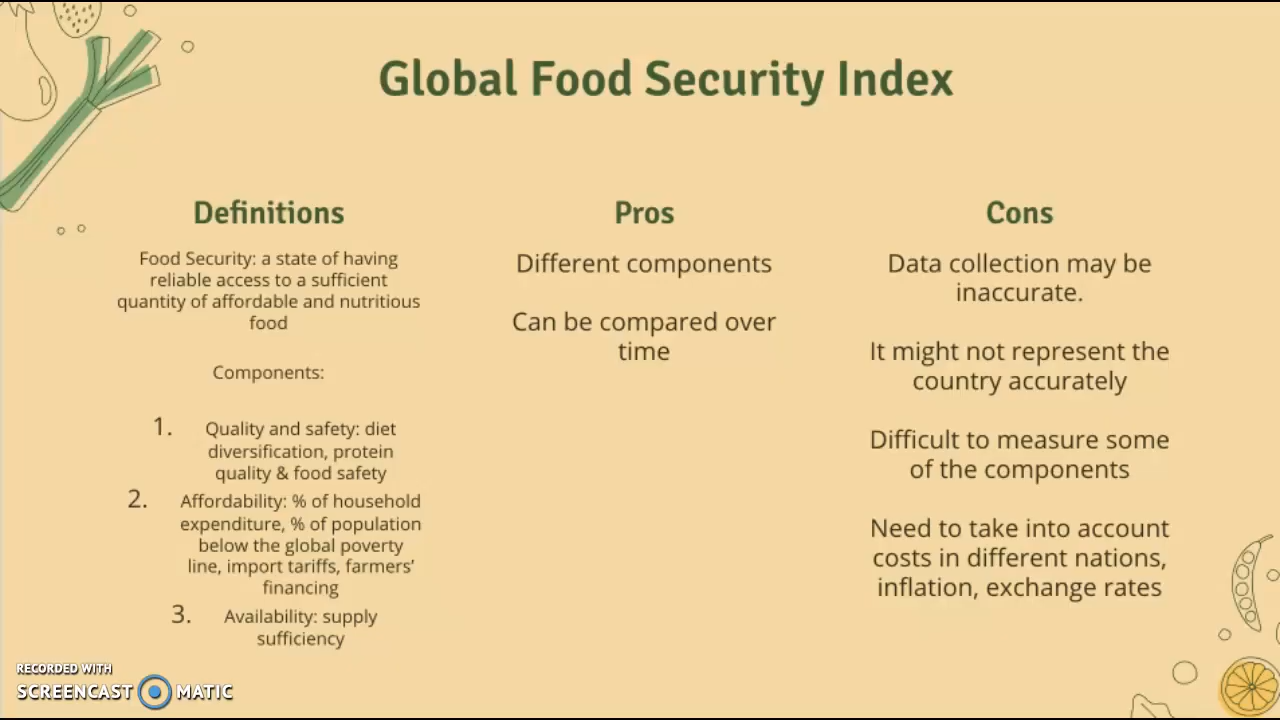 Global Food Security Index
Definitions
Food Security: a state of having
reliable access to a sufficient
quantity of affordable and nutritious
food
Components:
1. Quality and safety: diet
diversification, protein
quality & food safety
2. Affordability: % of household
expenditure, % of population
below the global poverty
line, import tariffs, farmers’
financing
3. Availability: supply
sufficiency
Pros
Different components
Can be compared over
time
Cons
Data collection may be
inaccurate.
It might not represent the
country accurately
Difficult to measure some
of the components
Need to take into account
costs in different nations,
inflation, exchange rates
RECORDED WITH
SCREENCAST MATIC